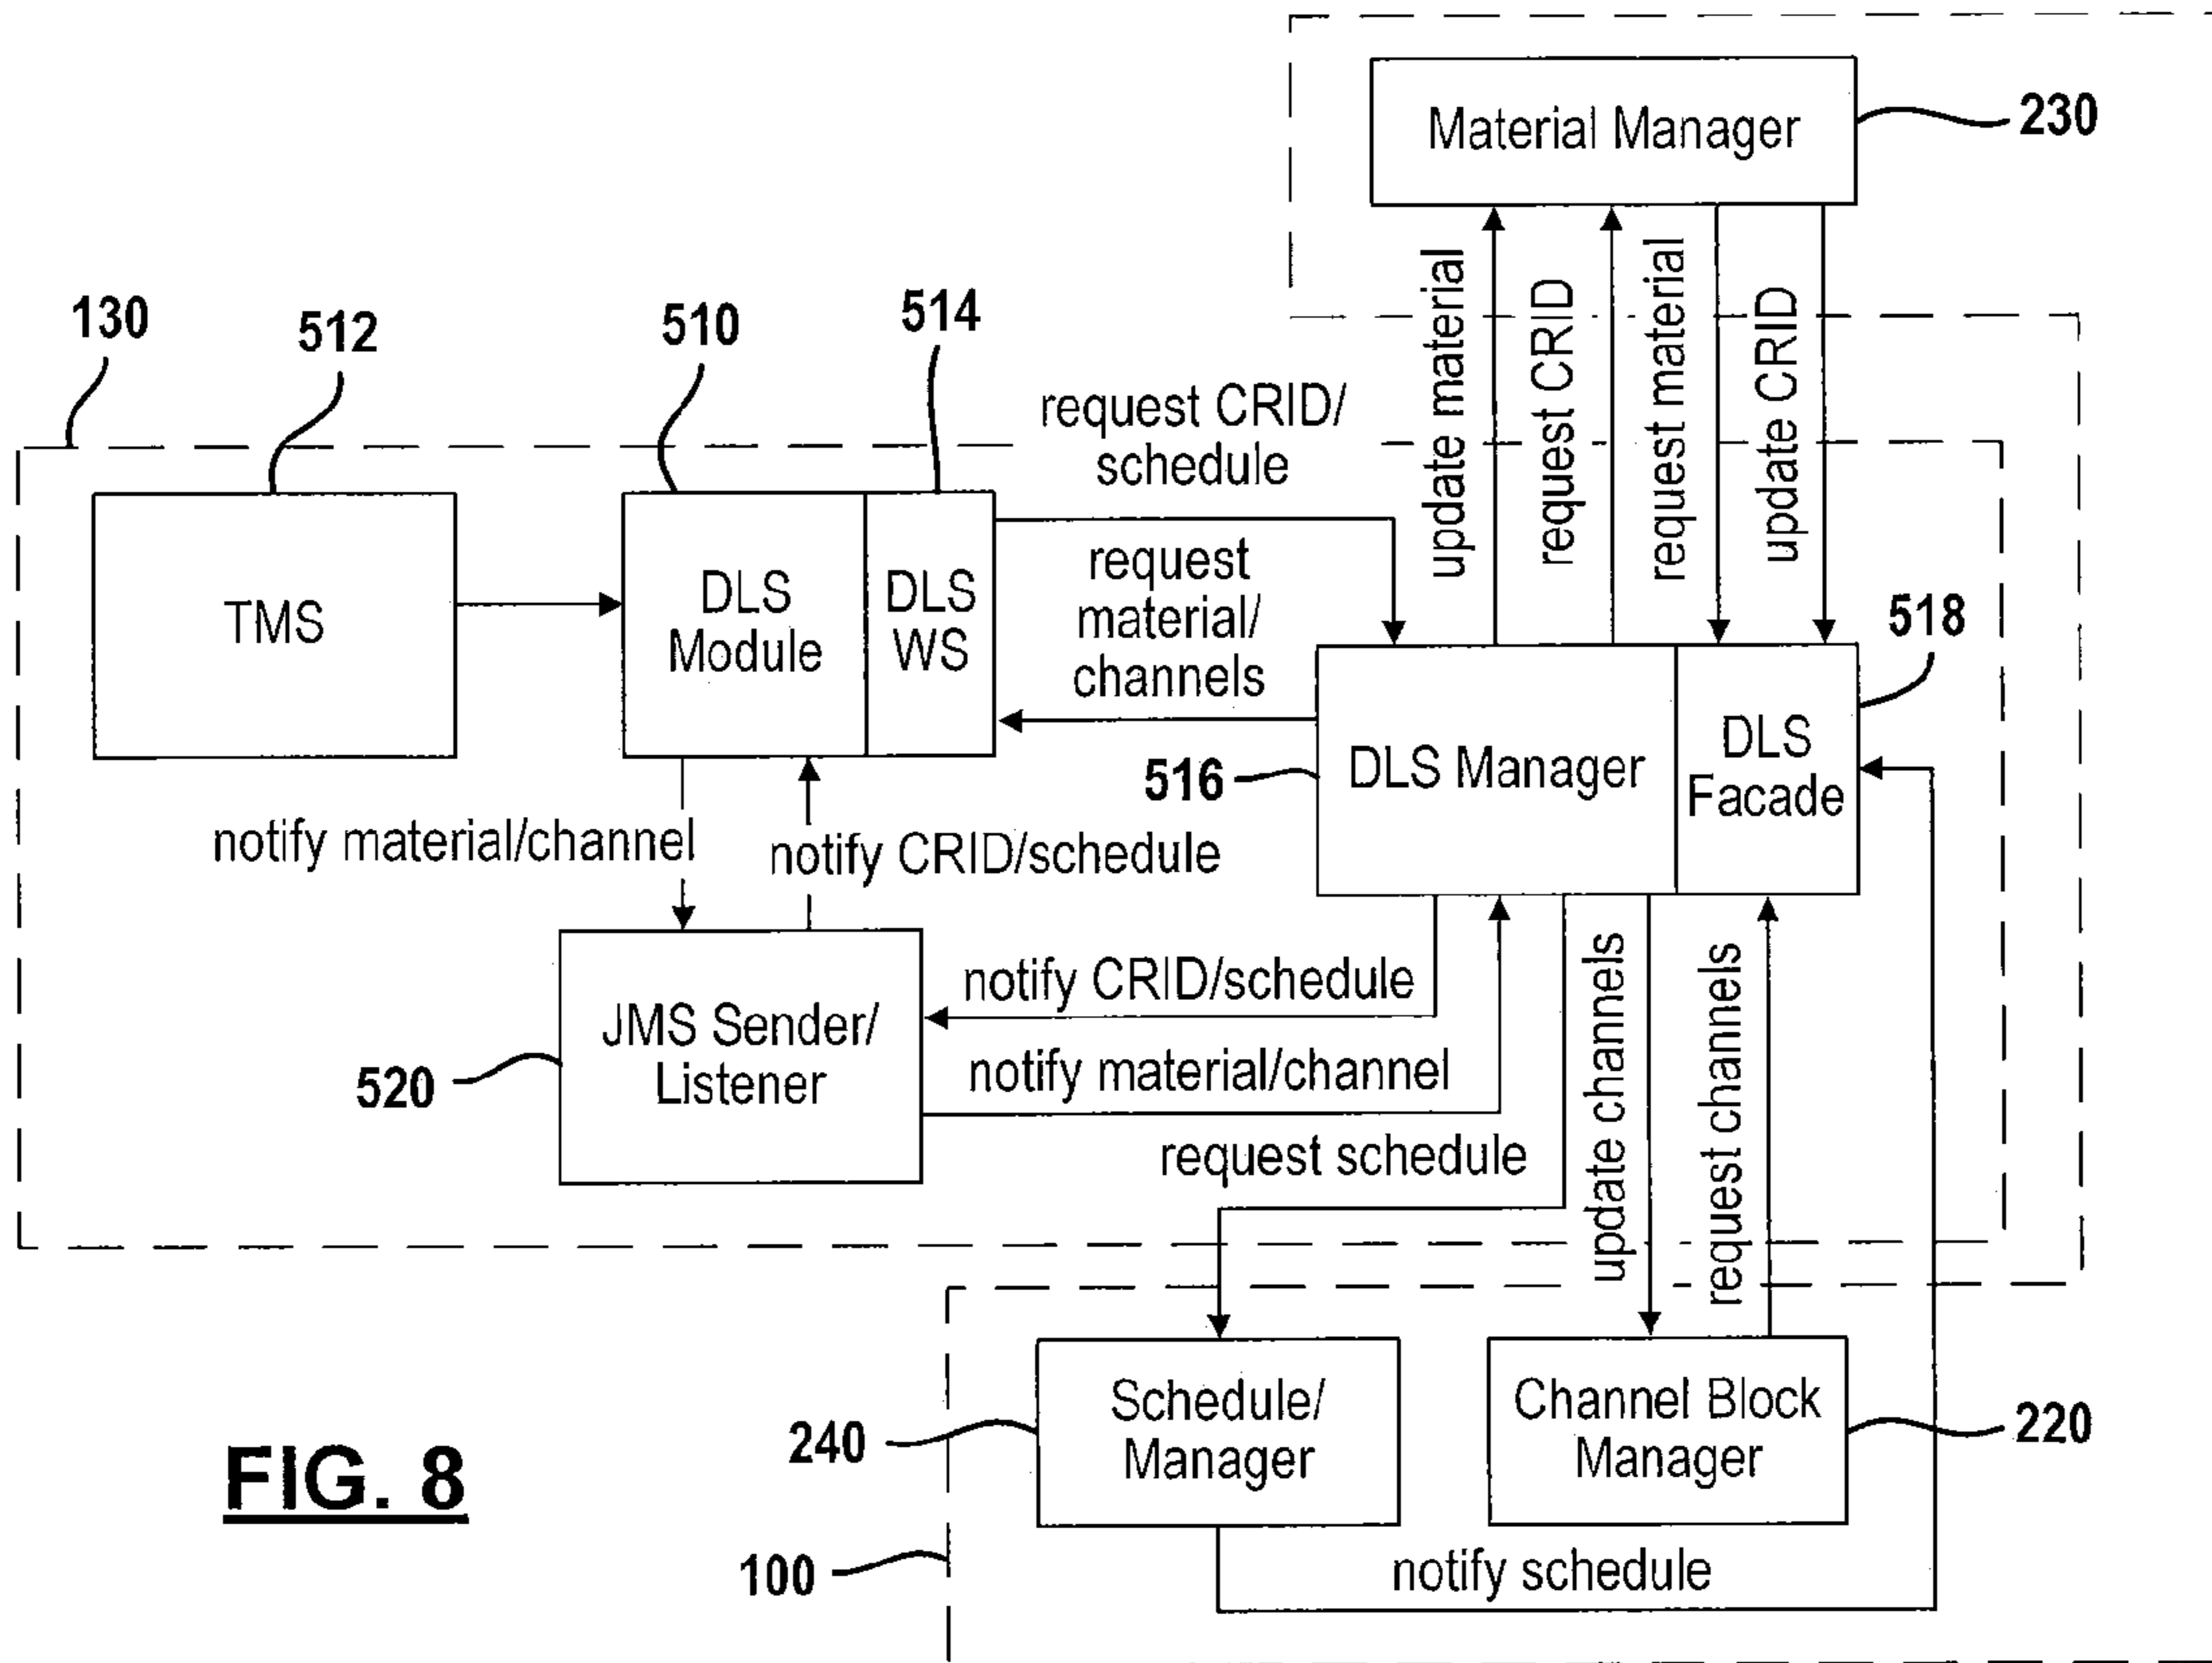 Material Manager
230
130
512
510
514
request CRID/
schedule
update material
request CRID
request material
update CRID
TMS
DLS
Module
DLS
WS
request
material/
channels
518
516
DLS Manager
DLS
Facade
notify material/channel
notify CRID/schedule
JMS Sender/
Listener
520
notify CRID/schedule
notify material/channel
request schedule
update channels
request channels
Schedule/
Manager
240
Channel Block
Manager
220
notify schedule
100
FIG. 8